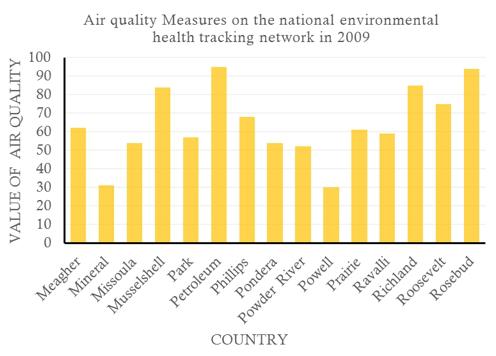 Air quality Measures on the national environmental
health tracking network in 2009
VALUE OF AIR QUALITY
100
90
80
70
60
50
40
30
20
10
0
Meagher
Mineral
Missoula
Musselshell
Park
Petroleum
Phillips
Pondera
Powder River
Powell
Prairie
Ravalli
Richland
Roosevelt
Rosebud
COUNTRY